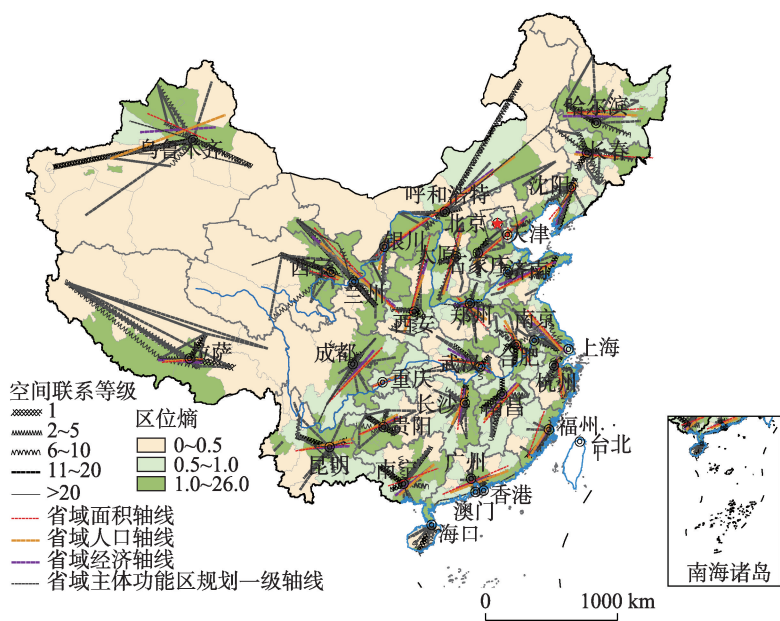 哈尔滨
长春
乌鲁木齐
沈阳
呼和浩特
北京
天津
银川
太原
石家庄
济南
西宁
兰州
西安
郑州
南京
合肥
上海
拉萨
成都
武汉
杭州
重庆
长沙
南昌
贵阳
福州
台北
昆明
南宁
广州
香港
澳门
海口
空间联系等级
1
2~5
6~10
11~20
>20
省域面积轴线
省域人口轴线
省域经济轴线
省域主体功能区规划一级轴线
区位熵
0~0.5
0.5~1.0
1.0~26.0
南海诸岛
0 1000 km